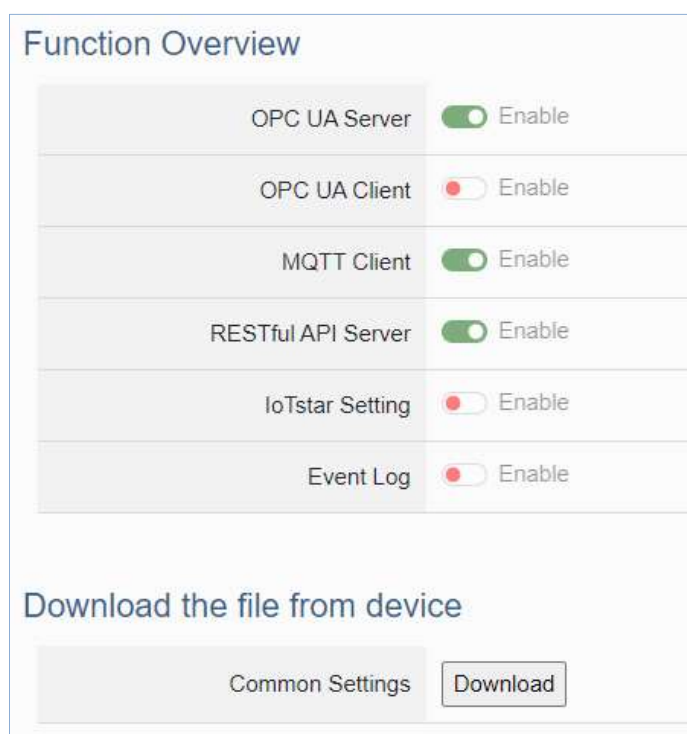 Function Overview
OPC UA Server Enable
OPC UA Client Enable
MQTT Client Enable
RESTful API Server Enable
IoTstar Setting Enable
Event Log Enable
Download the file from device
Common Settings Download